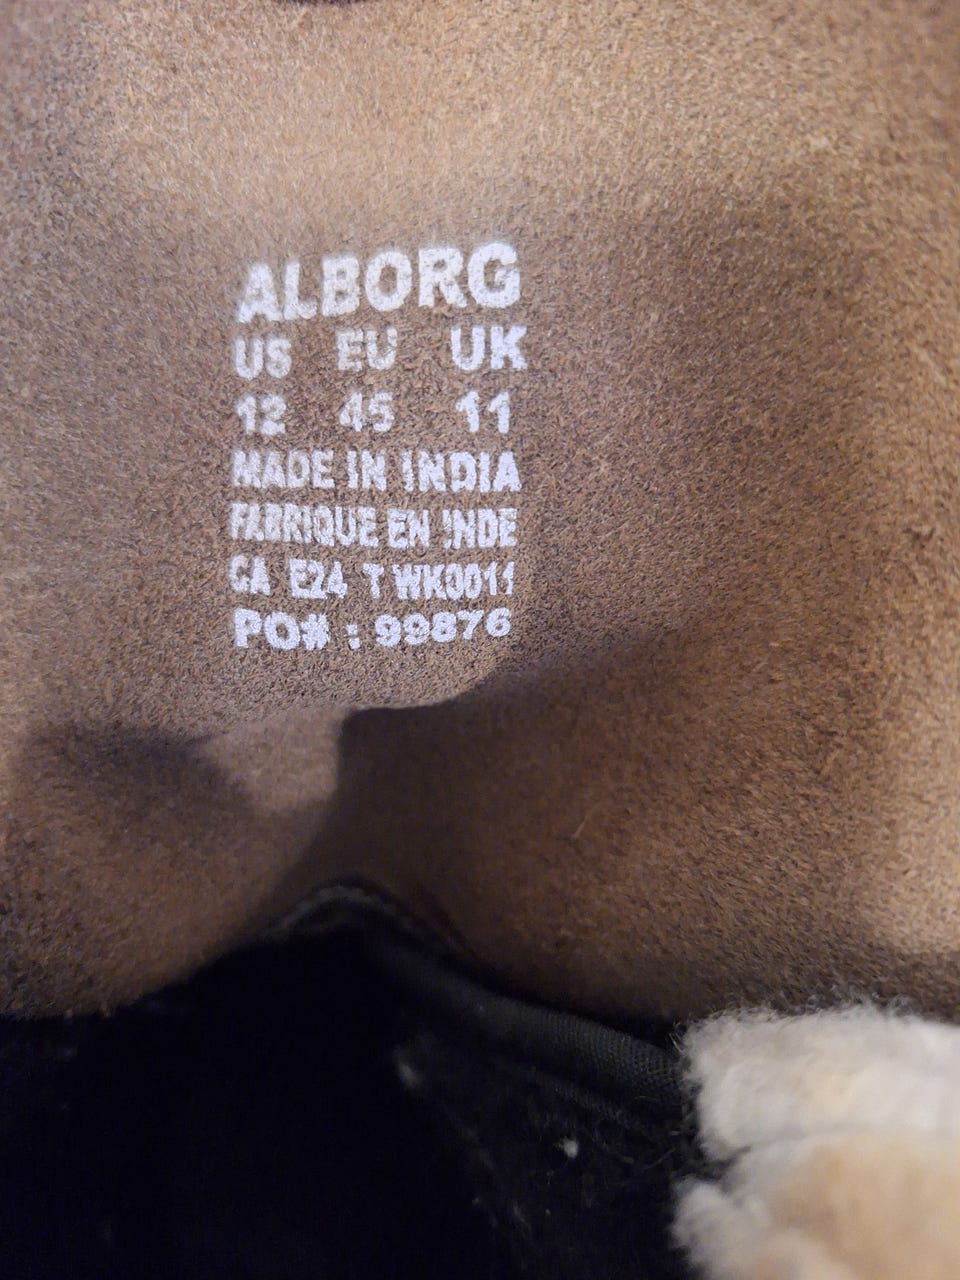 ALBORG
US EU UK
12 45 11
MADE IN INDIA
FABRIQUE EN INDE
CA E24 T WK0011
PO# : 99876